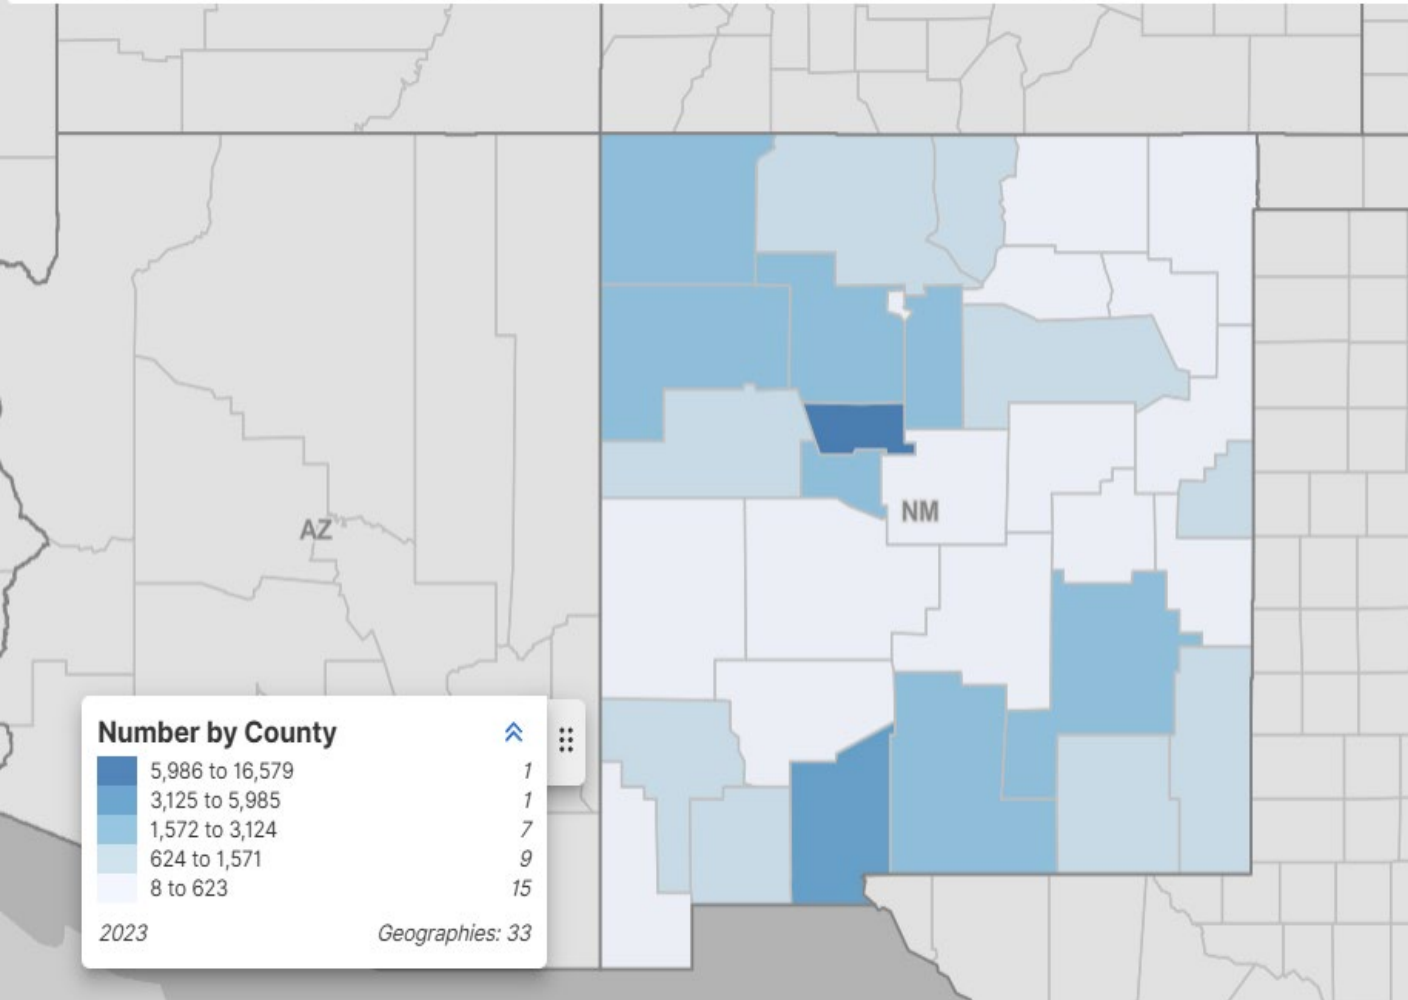 NM
AZ
Number by County
5,986 to 16,579 1
3,125 to 5,985 1
1,572 to 3,124 7
624 to 1,571 9
8 to 623 15
2023 Geographies: 33